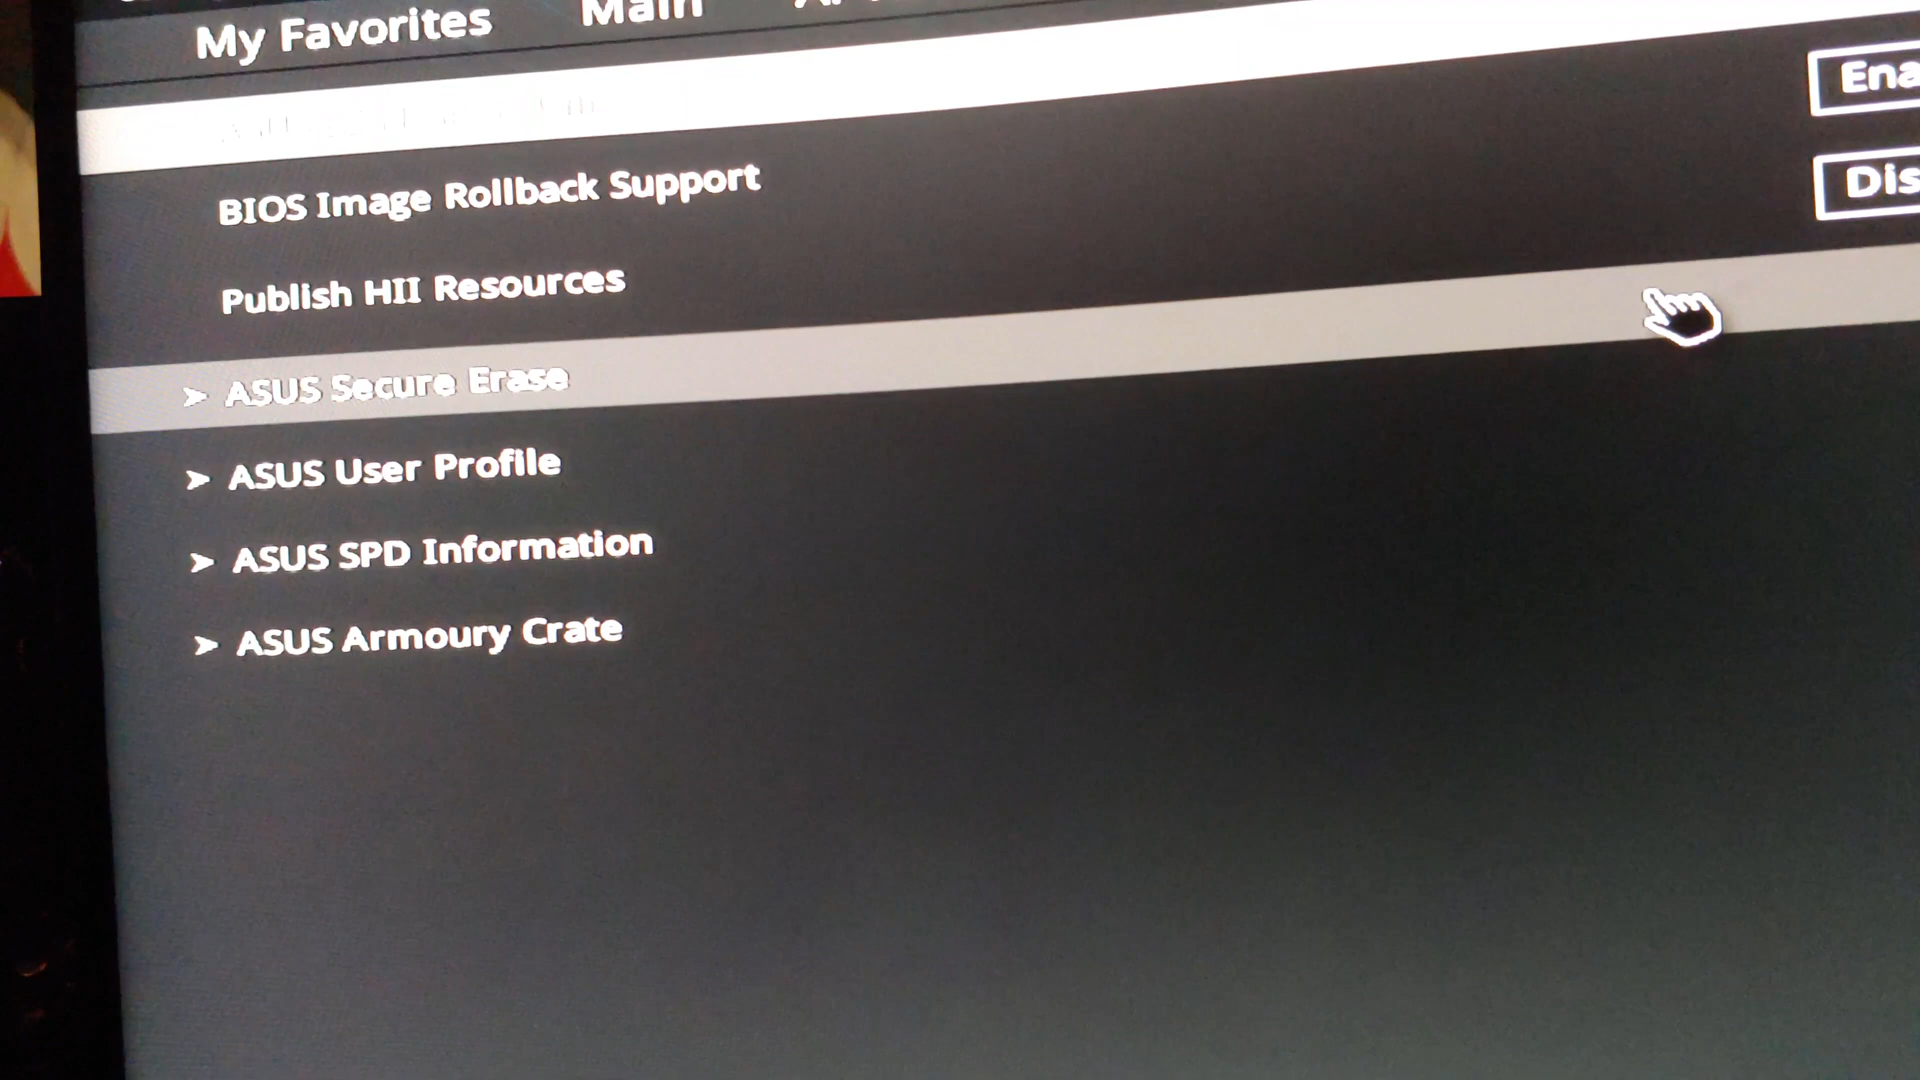 My Favorites Main
Ena
BIOS Image Rollback Support
Dis
Publish HII Resources
➤ ASUS Secure Erase
➤ ASUS User Profile
➤ ASUS SPD Information
➤ ASUS Armoury Crate